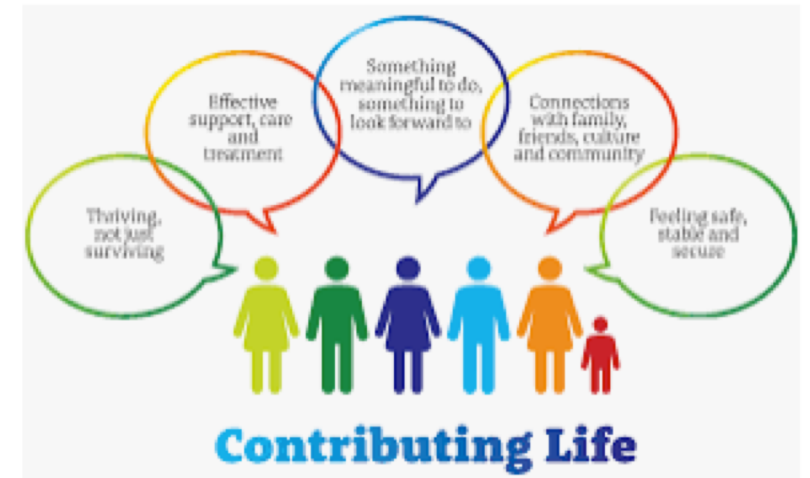 Thriving,
not just
surviving
Effective
support, care
and
treatment
Something
meaningful to do,
something to
look forward to
Connections
with family,
friends, culture
and community
Feeling safe,
stable and
secure
Contributing Life